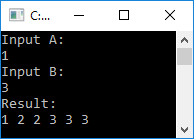 C:...
Input A:
1
Input B:
3
Result:
1 2 2 3 3 3